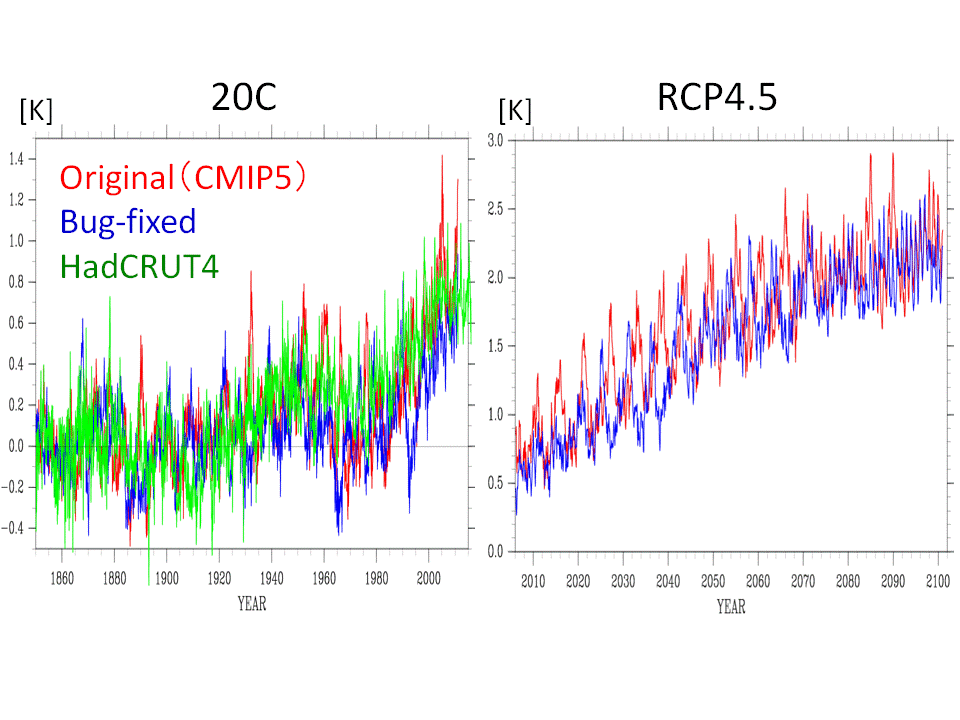 20C
[K]
Original（CMIP5）
Bug-fixed
HadCRUT4
1.4
1.2
1.0
0.8
0.6
0.4
0.2
0.0
−0.2
−0.4
1860 1880 1900 1920 1940 1960 1980 2000
YEAR
RCP4.5
[K]
3.0
2.5
2.0
1.5
1.0
0.5
0.0
2010 2020 2030 2040 2050 2060 2070 2080 2090 2100
YEAR